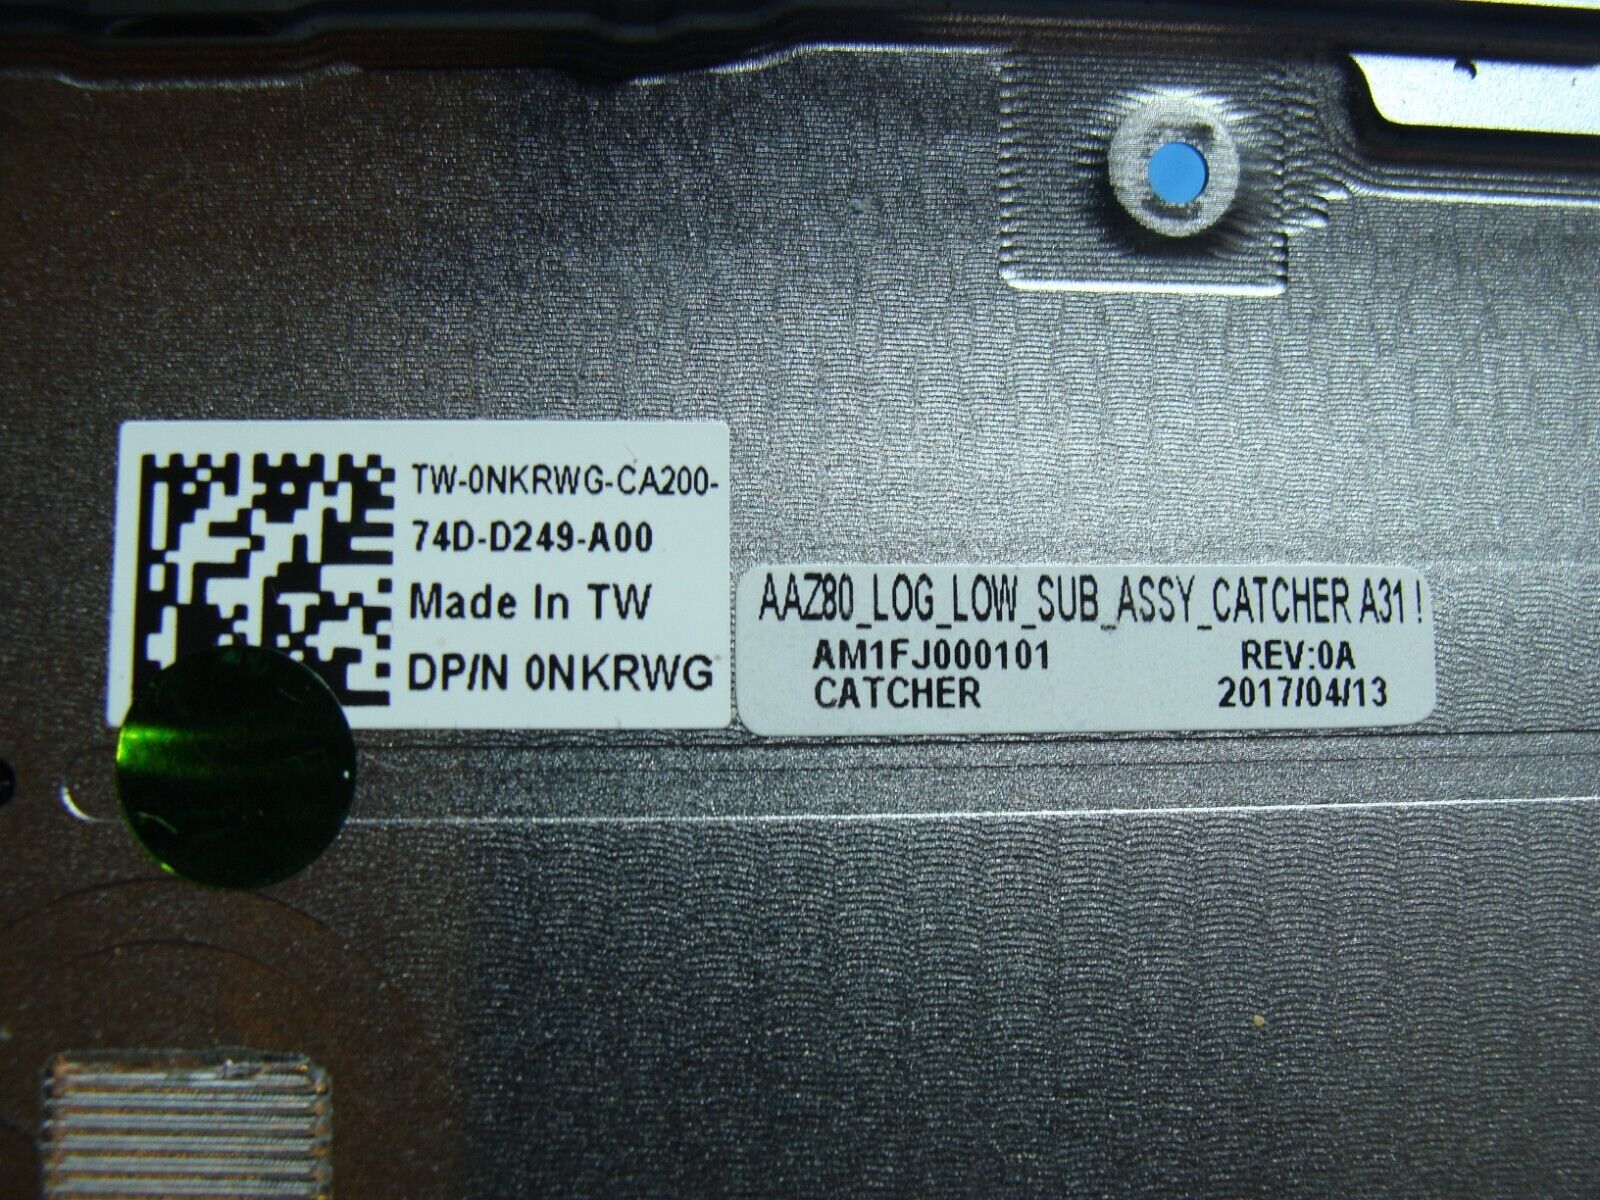 TW-0NKRWG-CA200-
74D-D249-A00
Made In TW
DP/N 0NKRWG
AAZ80_LOG_LOW_SUB_ASSY_CATCHER A31 !
AM1FJ000101 REV:0A
CATCHER 2017/04/13